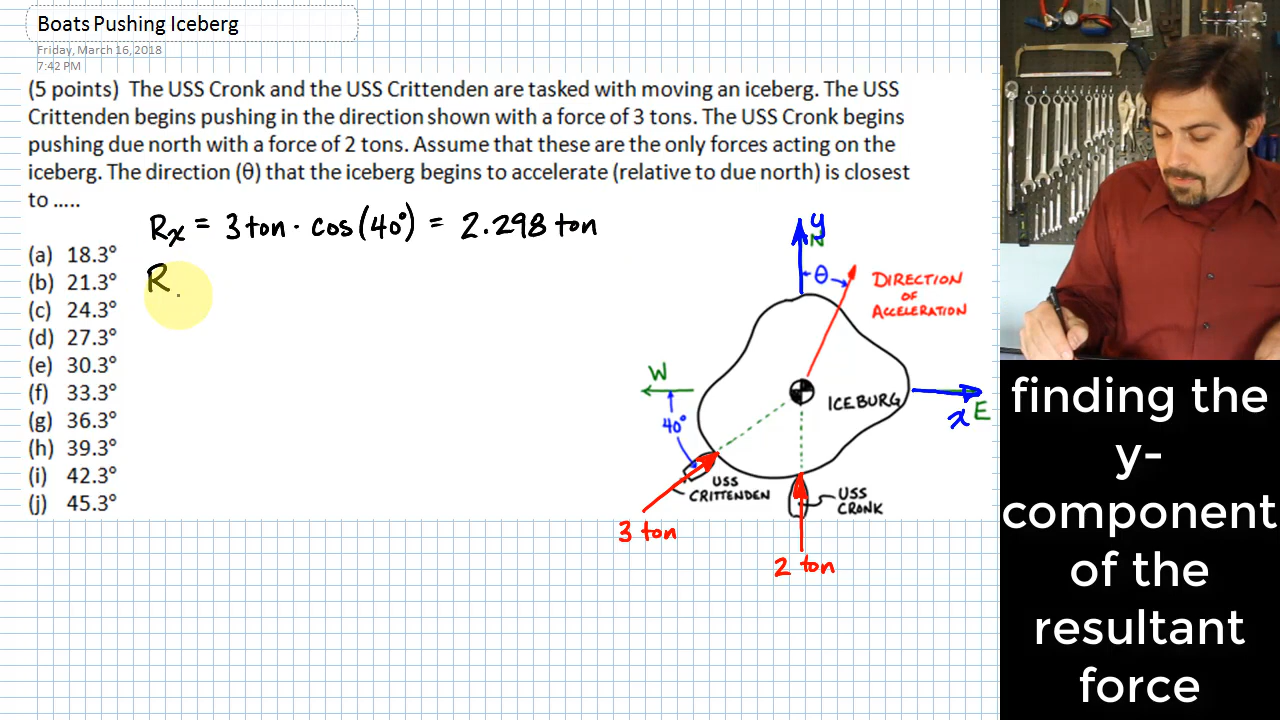 Boats Pushing Iceberg
Friday, March 16, 2018
7:42 PM
(5 points) The USS Cronk and the USS Crittenden are tasked with moving an iceberg. The USS
Crittenden begins pushing in the direction shown with a force of 3 tons. The USS Cronk begins
pushing due north with a force of 2 tons. Assume that these are the only forces acting on the
iceberg. The direction (θ) that the iceberg begins to accelerate (relative to due north) is closest
to .....
Rx = 3 ton · cos(40°) = 2.298 ton
R
(a) 18.3°
(b) 21.3°
(c) 24.3°
(d) 27.3°
(e) 30.3°
(f) 33.3°
(g) 36.3°
(h) 39.3°
(i) 42.3°
(j) 45.3°
y
N
θ
DIRECTION
OF
ACCELERATION
W
ICEBURG
x E
40°
USS
CRITTENDEN
USS
CRONK
3 ton
2 ton
finding the
y-
component
of the
resultant
force